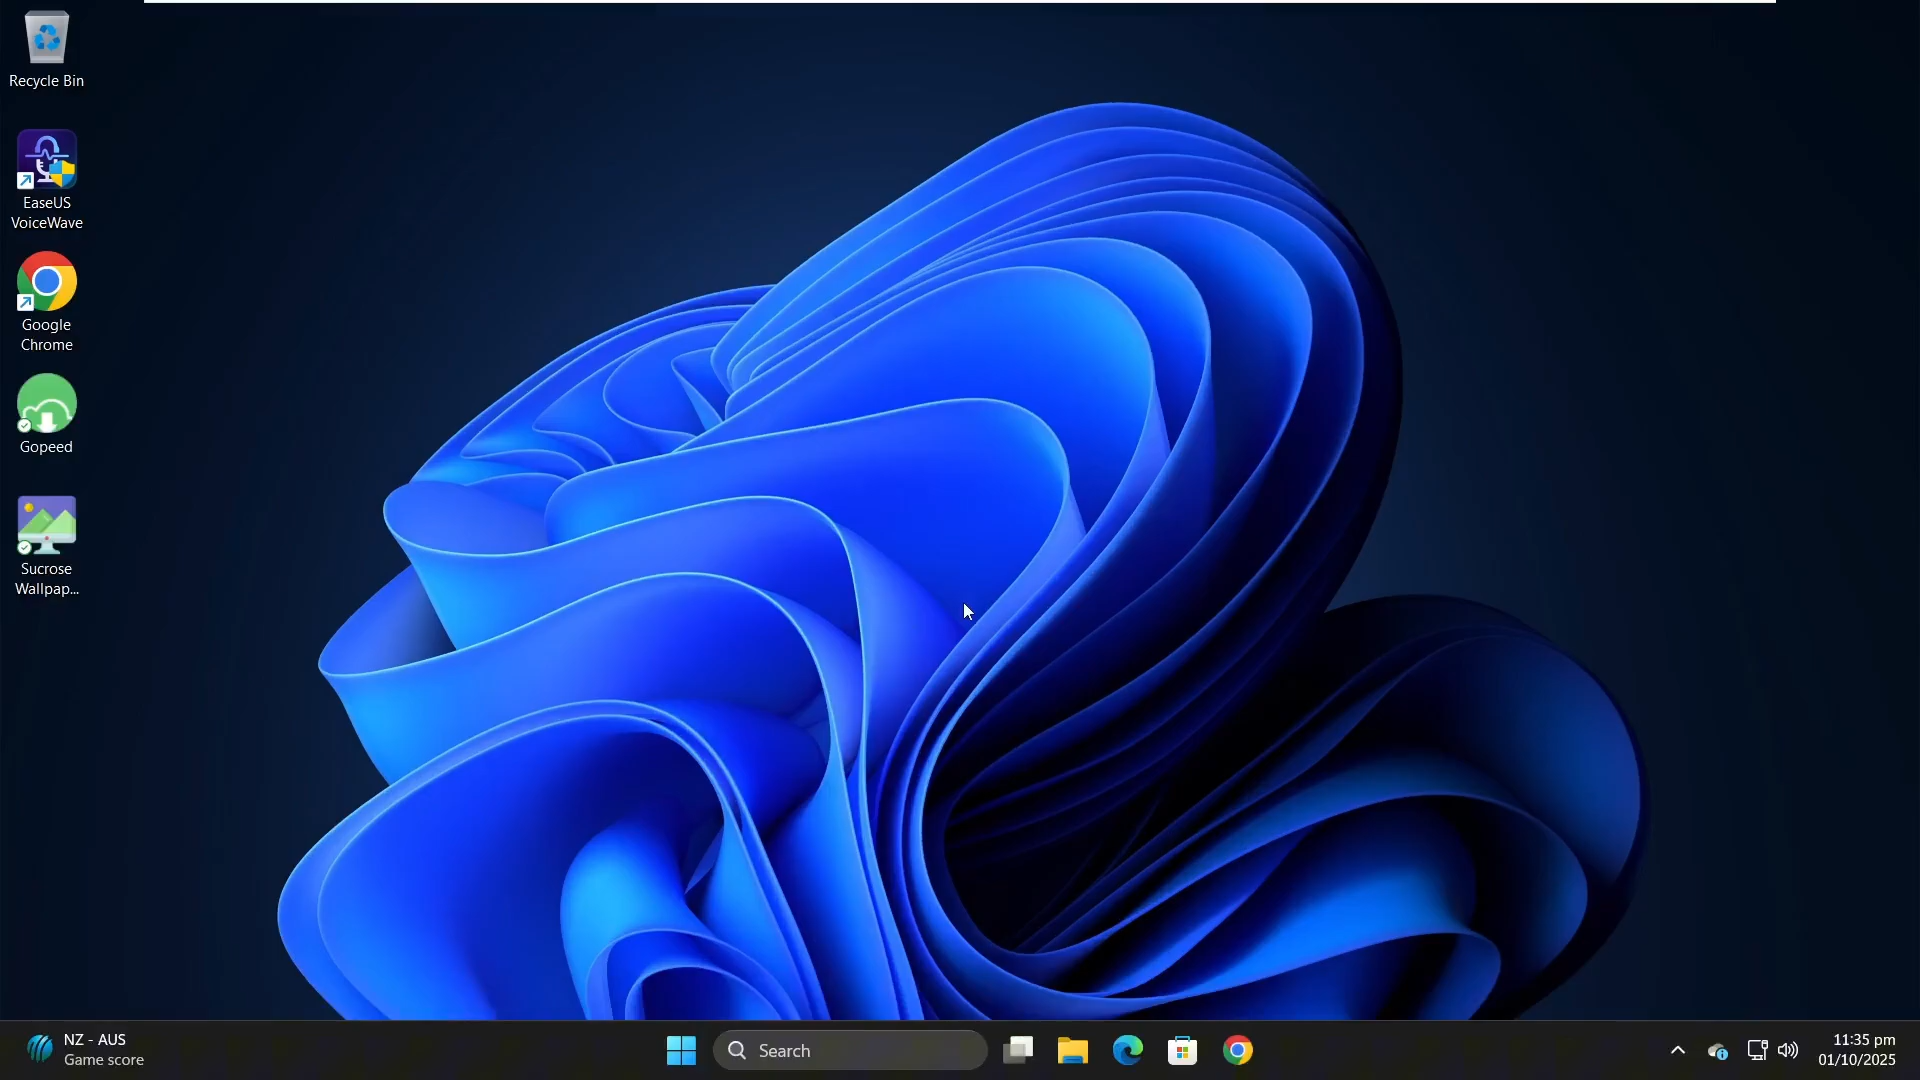 Recycle Bin
EaseUS
VoiceWave
Google
Chrome
Gopeed
Sucrose
Wallpap...
NZ - AUS
Game score
Search
11:35 pm
01/10/2025